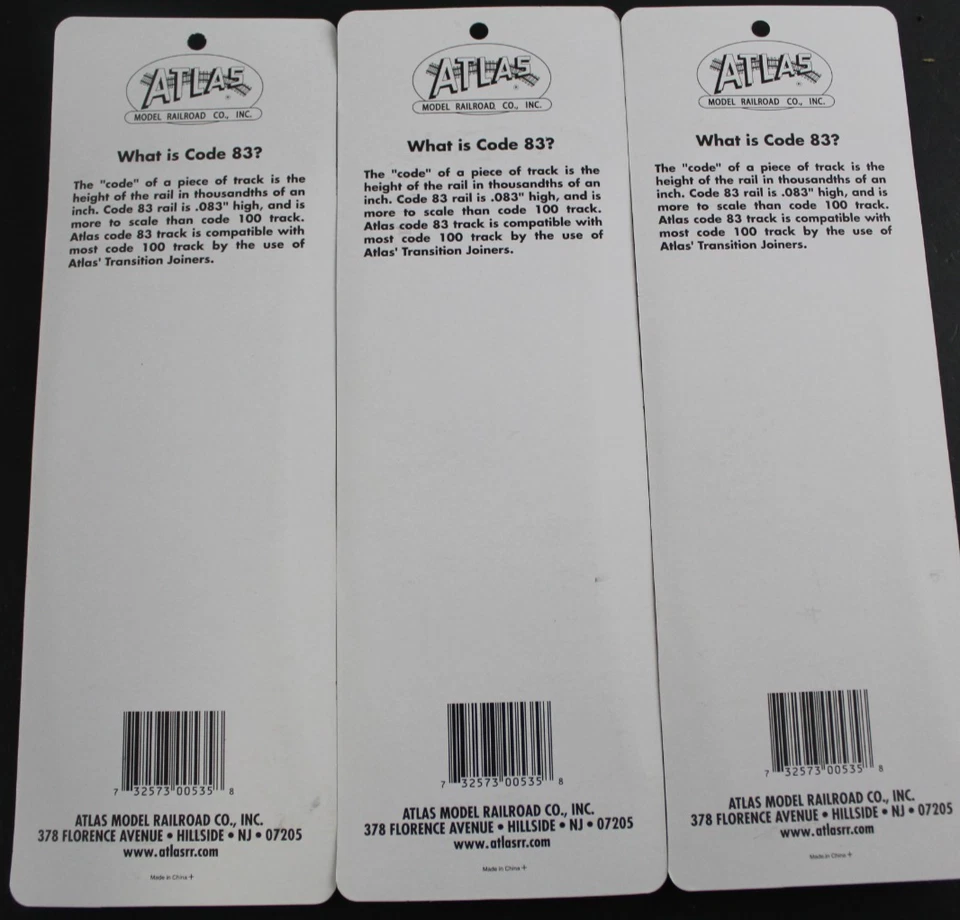 ATLAS
MODEL RAILROAD CO., INC.
What is Code 83?
The "code" of a piece of track is the
height of the rail in thousandths of an
inch. Code 83 rail is .083" high, and is
more to scale than code 100 track.
Atlas code 83 track is compatible with
most code 100 track by the use of
Atlas' Transition Joiners.
7 32573 00535 8
ATLAS MODEL RAILROAD CO., INC.
378 FLORENCE AVENUE • HILLSIDE • NJ • 07205
www.atlasrr.com
Made in China +
ATLAS
MODEL RAILROAD CO., INC.
What is Code 83?
The "code" of a piece of track is the
height of the rail in thousandths of an
inch. Code 83 rail is .083" high, and is
more to scale than code 100 track.
Atlas code 83 track is compatible with
most code 100 track by the use of
Atlas' Transition Joiners.
7 32573 00535 8
ATLAS MODEL RAILROAD CO., INC.
378 FLORENCE AVENUE • HILLSIDE • NJ • 07205
www.atlasrr.com
Made in China +
ATLAS
MODEL RAILROAD CO., INC.
What is Code 83?
The "code" of a piece of track is the
height of the rail in thousandths of an
inch. Code 83 rail is .083" high, and is
more to scale than code 100 track.
Atlas code 83 track is compatible with
most code 100 track by the use of
Atlas' Transition Joiners.
7 32573 00535 8
ATLAS MODEL RAILROAD CO., INC.
378 FLORENCE AVENUE • HILLSIDE • NJ • 07205
www.atlasrr.com
Made in China +